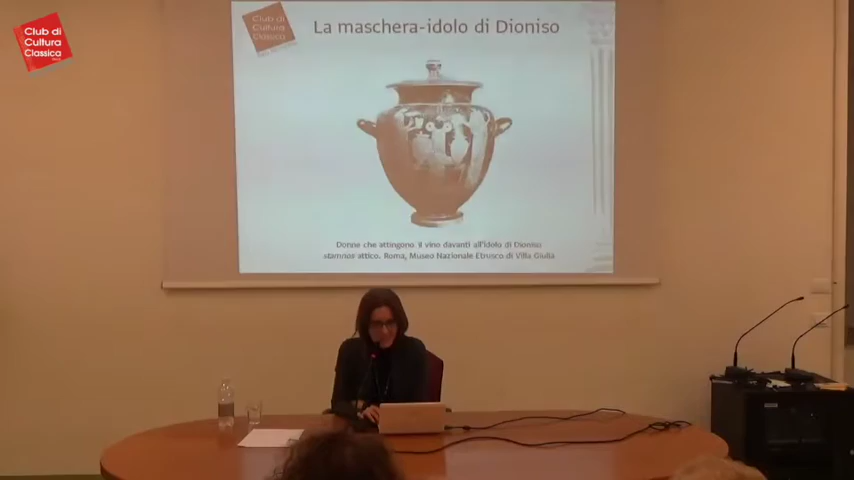 Club di
Cultura
Classica
Club di
Cultura
Classica
La maschera-idolo di Dioniso
Donne che attingono il vino davanti all'idolo di Dioniso
stamnos attico. Roma, Museo Nazionale Etrusco di Villa Giulia